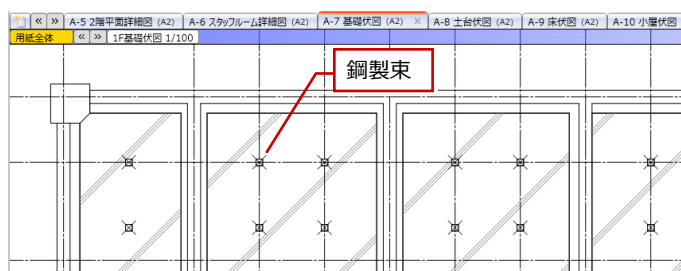 « » A-5 2階平面詳細図 (A2) A-6 スタッフルーム詳細図 (A2) A-7 基礎伏図 (A2) × A-8 土台伏図 (A2) A-9 床伏図 (A2) A-10 小屋伏図
用紙全体 « » 1F基礎伏図 1/100
鋼製束